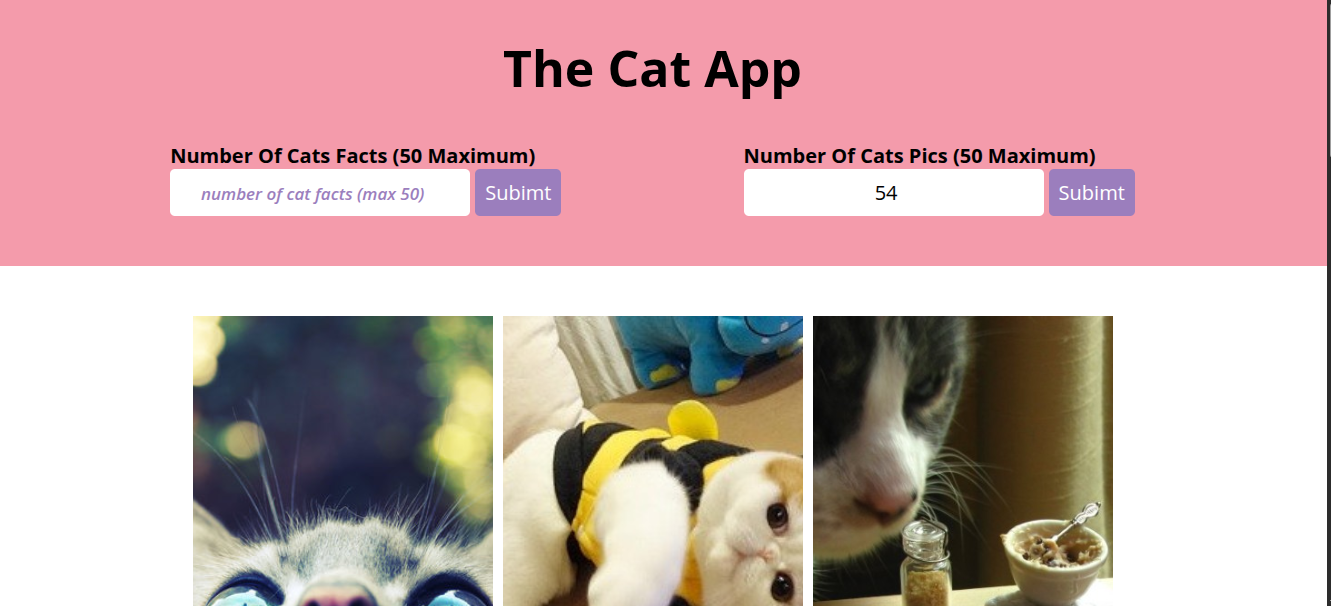 The Cat App
Number Of Cats Facts (50 Maximum)
number of cat facts (max 50)
Subimt
Number Of Cats Pics (50 Maximum)
54
Subimt